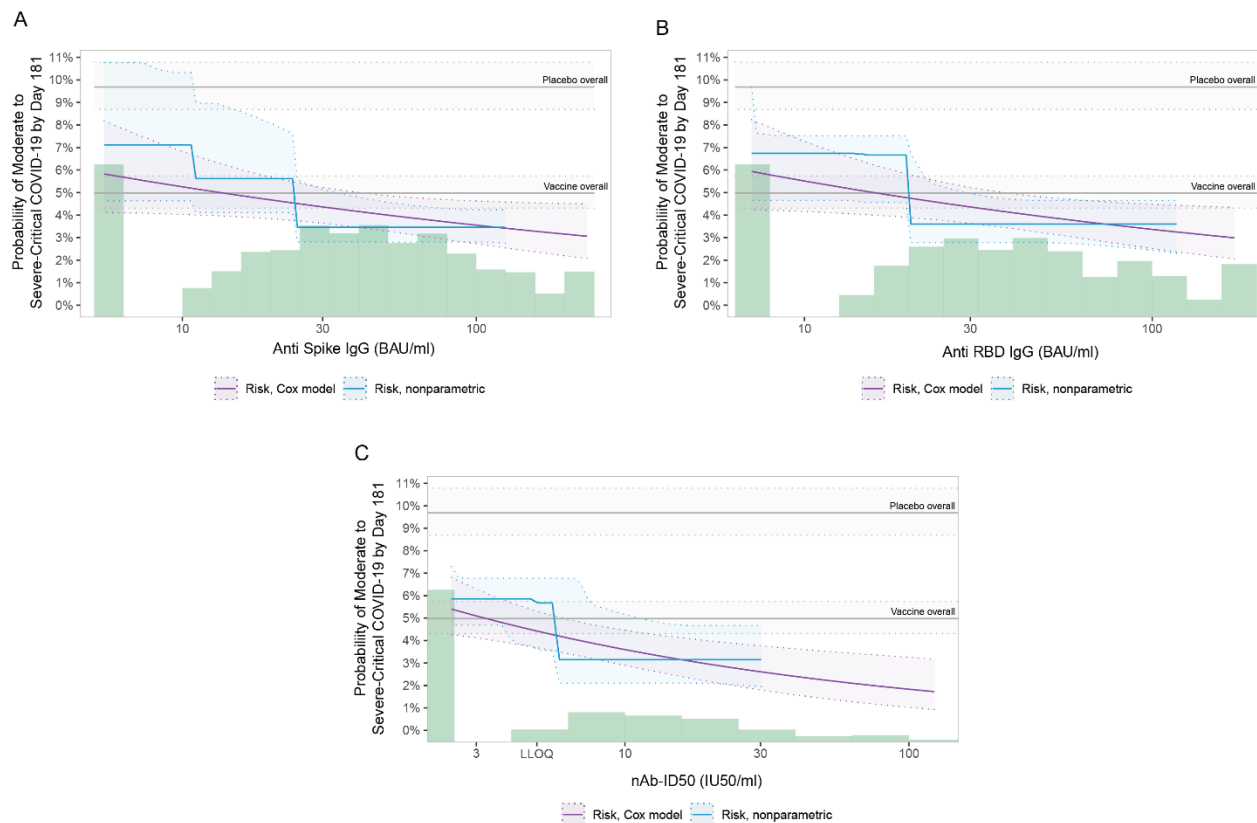 A
Probability of Moderate to
Severe-Critical COVID-19 by Day 181
11%
10%
9%
8%
7%
6%
5%
4%
3%
2%
1%
0%
Placebo overall
Vaccine overall
10
30
100
Anti Spike IgG (BAU/ml)
Risk, Cox model
Risk, nonparametric
B
Probability of Moderate to
Severe-Critical COVID-19 by Day 181
11%
10%
9%
8%
7%
6%
5%
4%
3%
2%
1%
0%
Placebo overall
Vaccine overall
10
30
100
Anti RBD IgG (BAU/ml)
Risk, Cox model
Risk, nonparametric
C
Probability of Moderate to
Severe-Critical COVID-19 by Day 181
11%
10%
9%
8%
7%
6%
5%
4%
3%
2%
1%
0%
Placebo overall
Vaccine overall
3
LLOQ
10
30
100
nAb-ID50 (IU50/ml)
Risk, Cox model
Risk, nonparametric